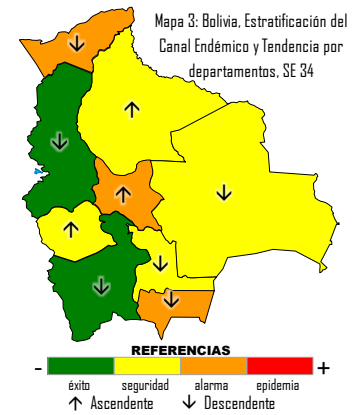 Mapa 3: Bolivia, Estratificación del
Canal Endémico y Tendencia por
departamentos, SE 34
REFERENCIAS
- +
éxito seguridad alarma epidemia
↑ Ascendente ↓ Descendente